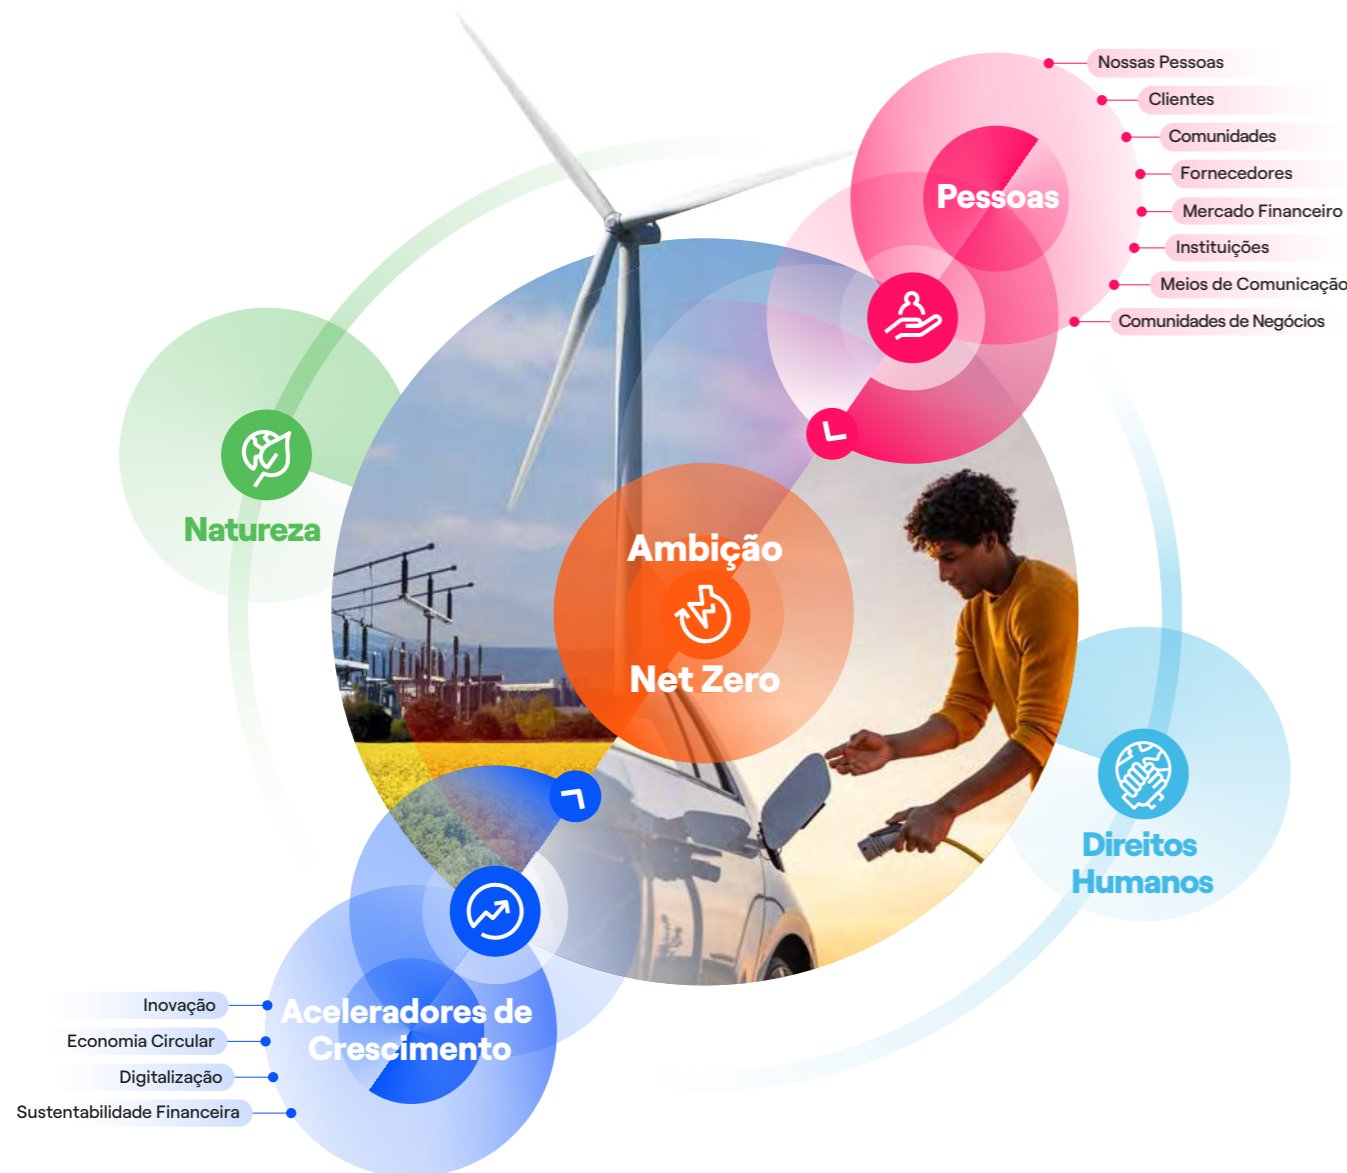 Nossas Pessoas
Clientes
Comunidades
Fornecedores
Mercado Financeiro
Instituições
Meios de Comunicação
Comunidades de Negócios
Pessoas
Natureza
Ambição
Net Zero
Direitos
Humanos
Aceleradores de
Crescimento
Inovação
Economia Circular
Digitalização
Sustentabilidade Financeira